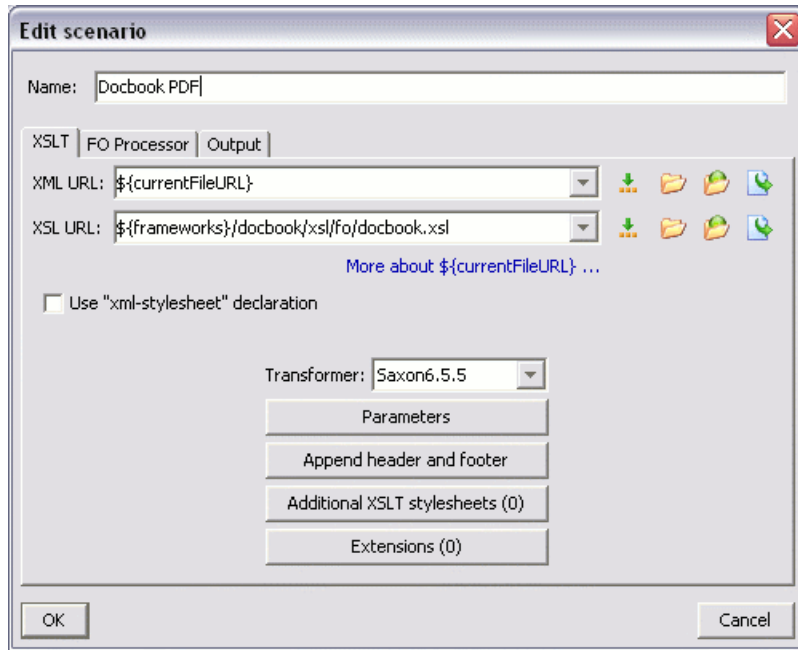 Edit scenario
Name: Docbook PDF
XSLT FO Processor Output
XML URL: ${currentFileURL}
XSL URL: ${frameworks}/docbook/xsl/fo/docbook.xsl
More about ${currentFileURL} ...
Use "xml-stylesheet" declaration
Transformer: Saxon6.5.5
Parameters
Append header and footer
Additional XSLT stylesheets (0)
Extensions (0)
OK Cancel